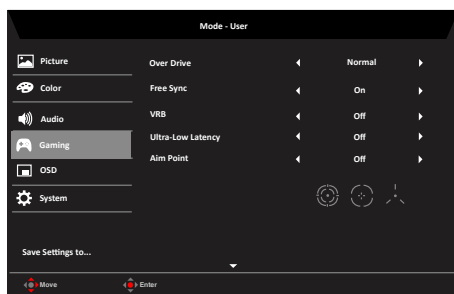 Mode - User
Picture
Color
Audio
Gaming
OSD
System
Over Drive Normal
Free Sync On
VRB Off
Ultra-Low Latency Off
Aim Point Off
Save Settings to...
Move Enter